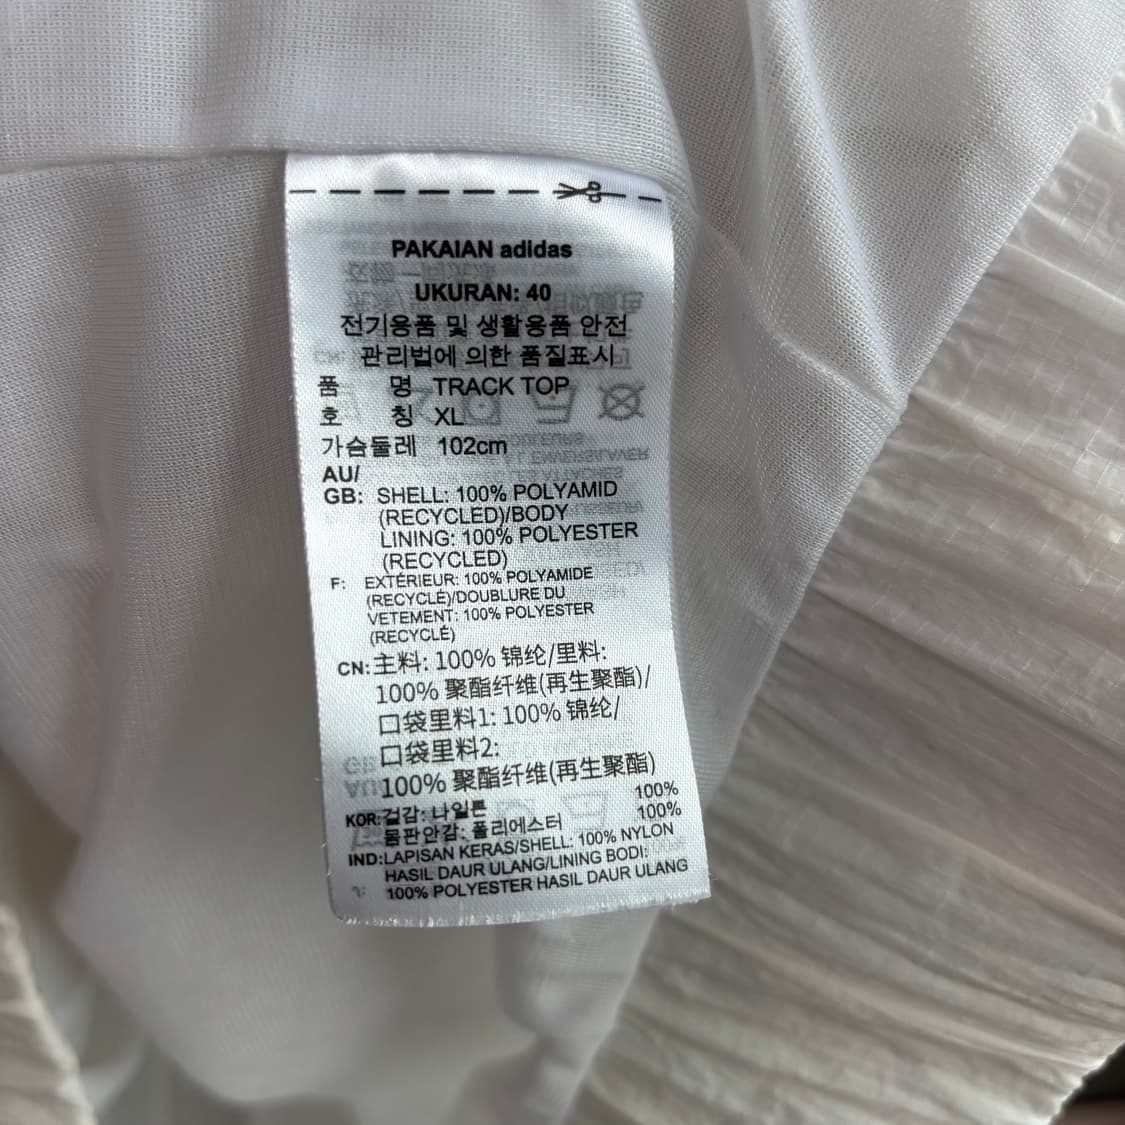 PAKAIAN adidas
UKURAN: 40
전기용품 및 생활용품 안전
관리법에 의한 품질표시
품 명 TRACK TOP
호 칭 XL
가슴둘레 102cm
AU/
GB: SHELL: 100% POLYAMID
(RECYCLED)/BODY
LINING: 100% POLYESTER
(RECYCLED)
F: EXTÉRIEUR: 100% POLYAMIDE
(RECYCLÉ)/DOUBLURE DU
VETEMENT: 100% POLYESTER
(RECYCLÉ)
CN: 主料: 100% 锦纶/里料:
100% 聚酯纤维(再生聚酯)/
口袋里料1: 100% 锦纶/
口袋里料2:
100% 聚酯纤维(再生聚酯)
KOR: 겉감: 나일론 100%
몸판안감: 폴리에스터 100%
IND: LAPISAN KERAS/SHELL: 100% NYLON
HASIL DAUR ULANG/LINING BODI:
100% POLYESTER HASIL DAUR ULANG